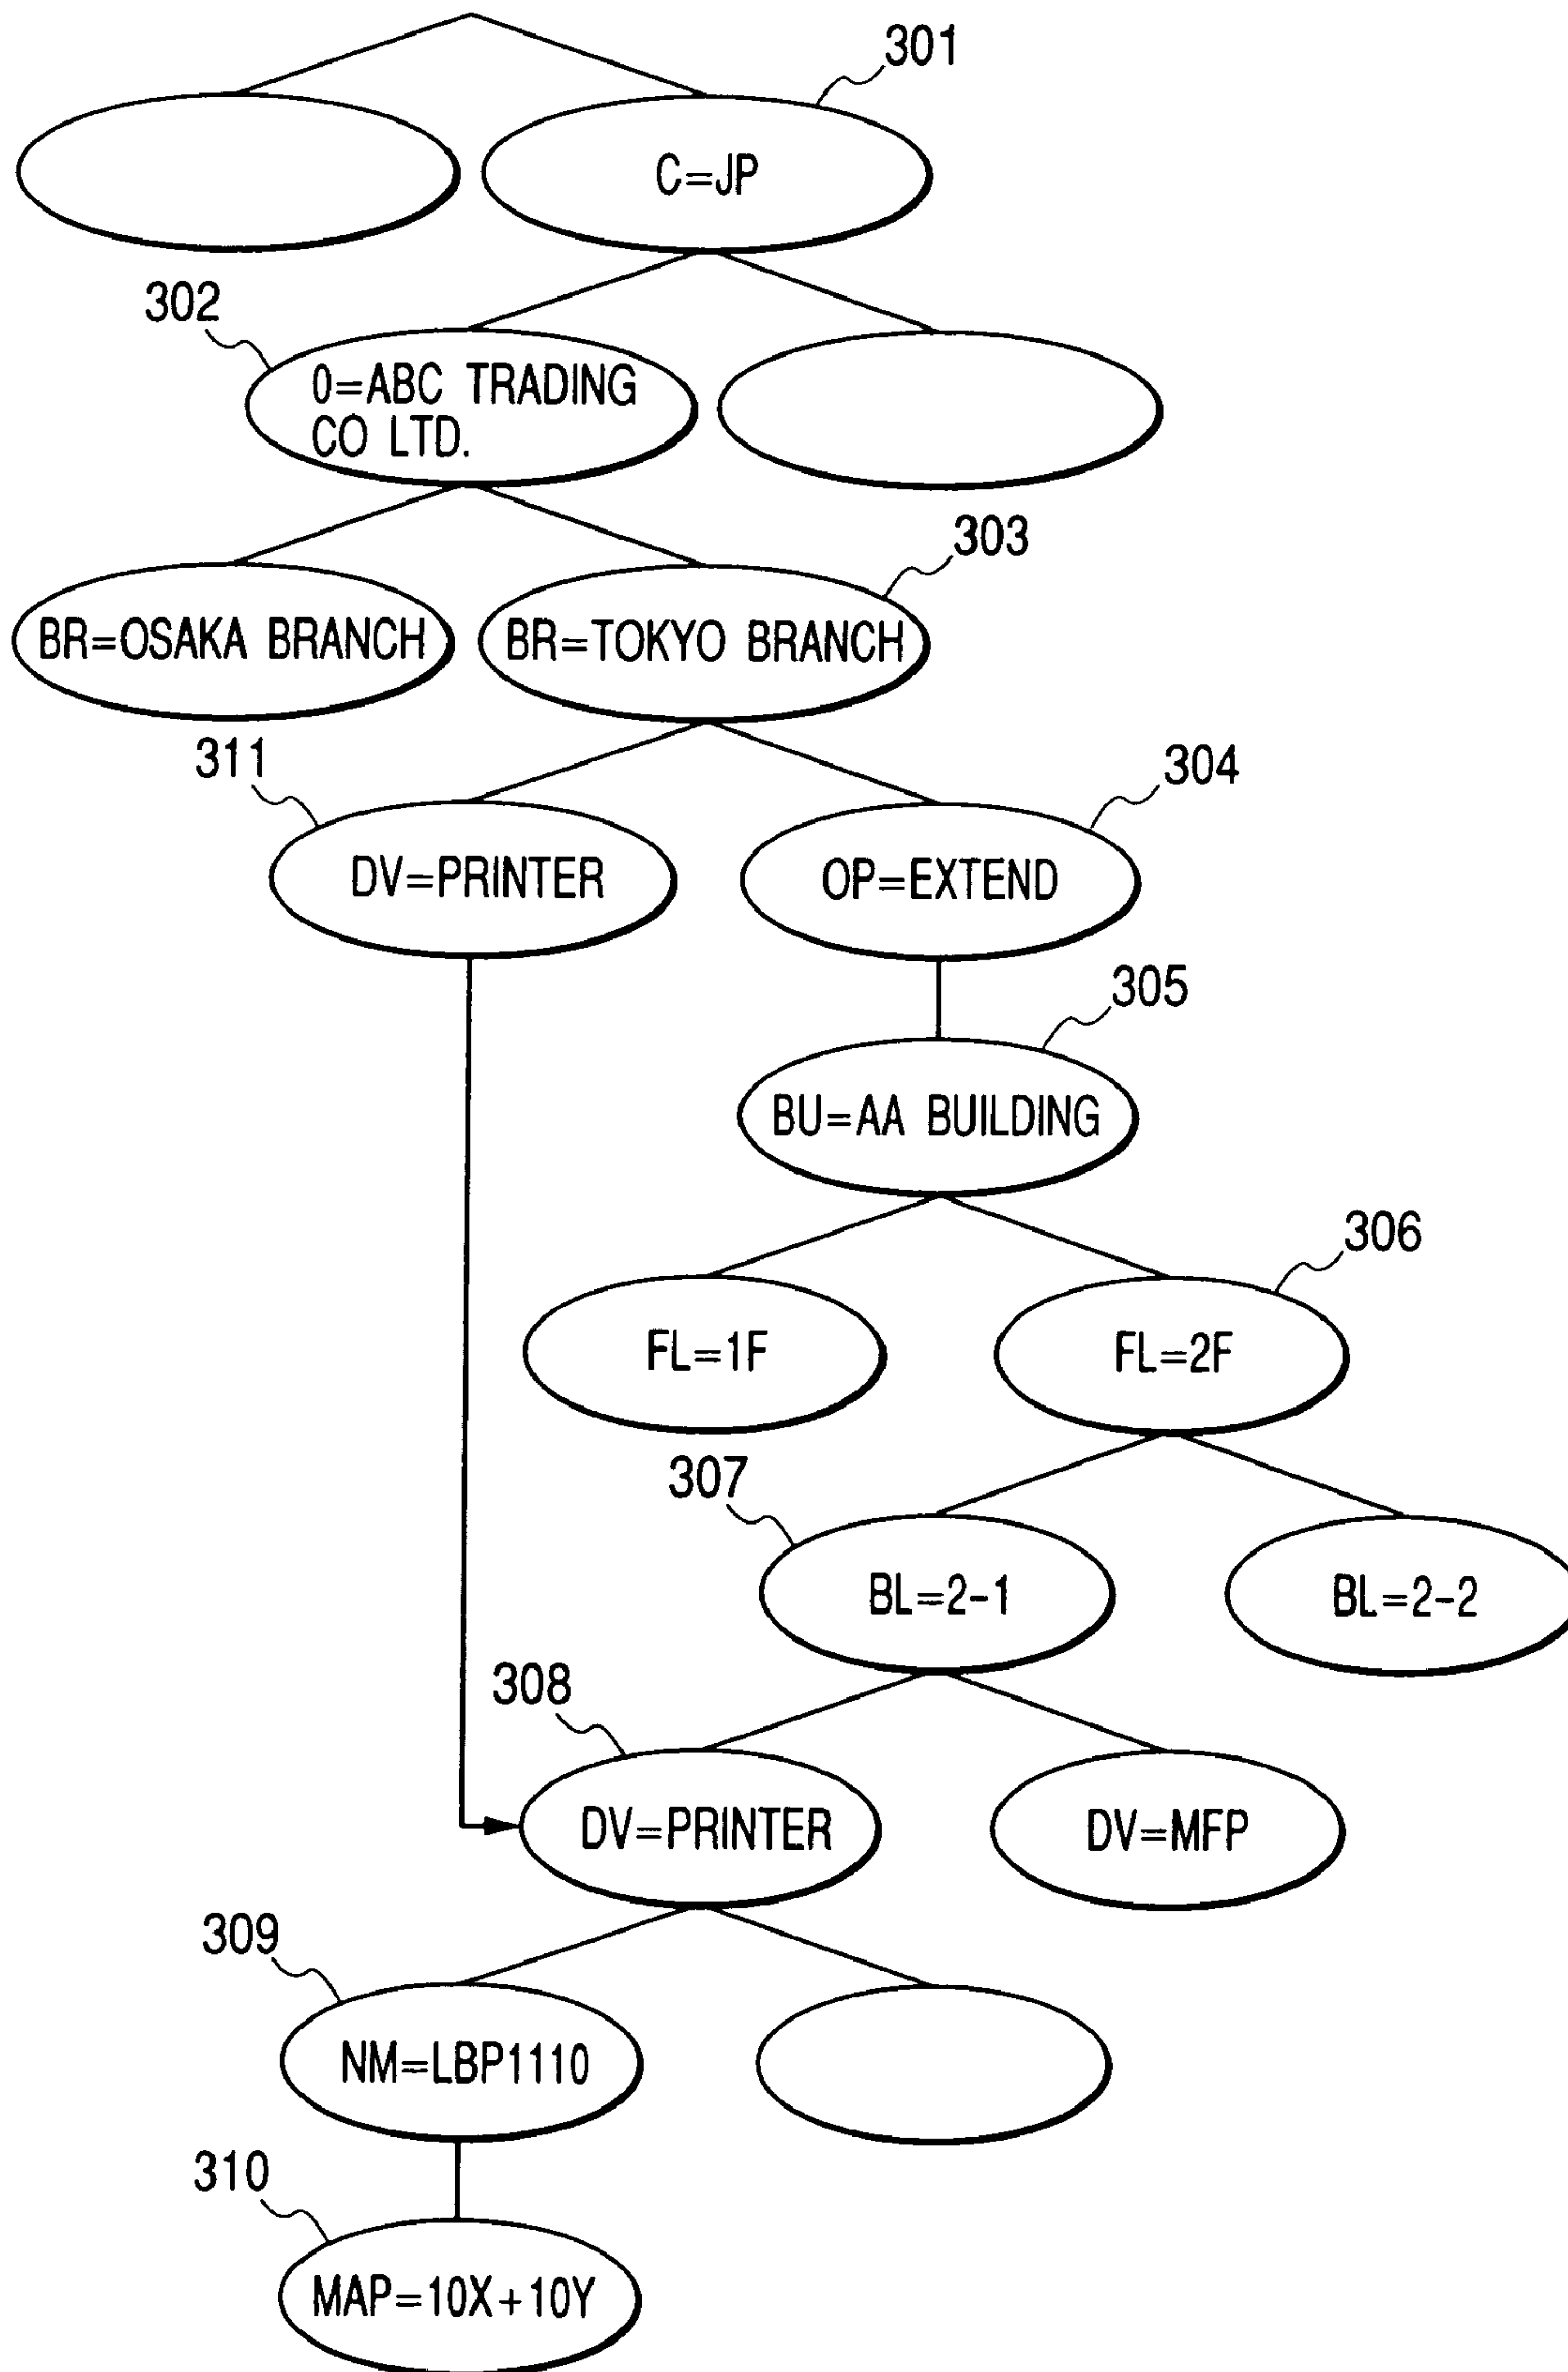 301
C=JP
302
0=ABC TRADING
CO LTD.
303
BR=OSAKA BRANCH
BR=TOKYO BRANCH
311
304
DV=PRINTER
OP=EXTEND
305
BU=AA BUILDING
306
FL=1F
FL=2F
307
BL=2-1
BL=2-2
308
DV=PRINTER
DV=MFP
309
NM=LBP1110
310
MAP=10X+10Y